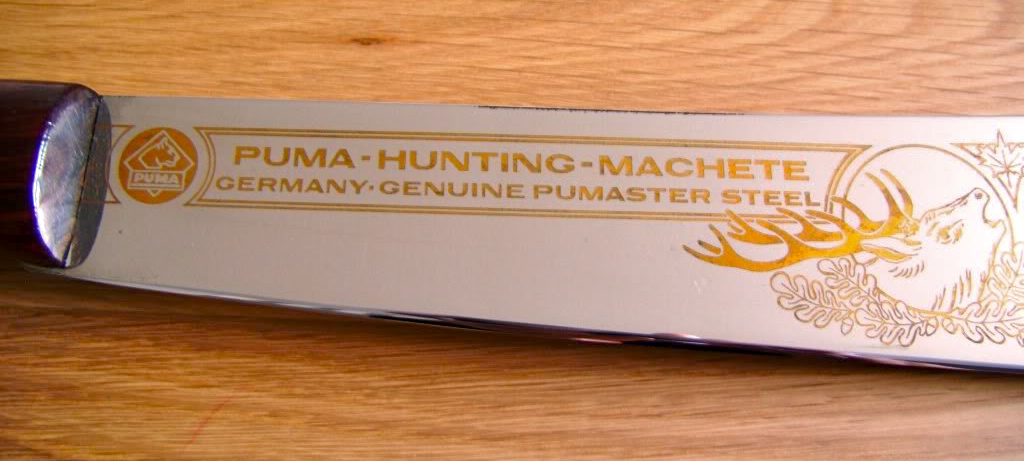 PUMA
PUMA-HUNTING-MACHETE
GERMANY·GENUINE PUMASTER STEEL